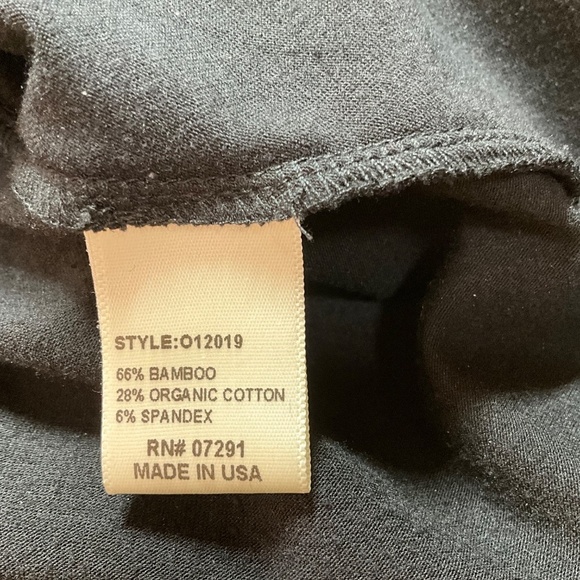 STYLE:O12019
66% BAMBOO
28% ORGANIC COTTON
6% SPANDEX
RN# 07291
MADE IN USA